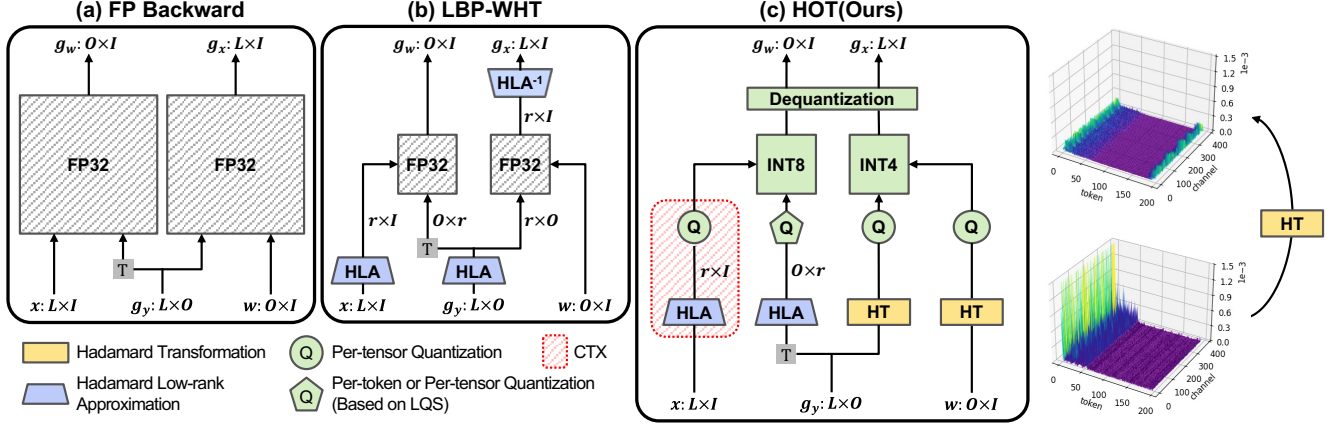 (a) FP Backward
g_w: O×I
g_x: L×I
FP32
FP32
T
x: L×I
g_y: L×O
w: O×I
(b) LBP-WHT
g_w: O×I
g_x: L×I
HLA⁻¹
r×I
FP32
FP32
r×I
O×r
r×O
T
HLA
HLA
x: L×I
g_y: L×O
w: O×I
(c) HOT(Ours)
g_w: O×I
g_x: L×I
Dequantization
INT8
INT4
Q
Q
Q
Q
r×I
O×r
HLA
HLA
HT
HT
T
x: L×I
g_y: L×O
w: O×I
Hadamard Transformation
Hadamard Low-rank
Approximation
Q
Per-tensor Quantization
Q
Per-token or Per-tensor Quantization
(Based on LQS)
CTX
1e−3
1.5
1.2
0.9
0.6
0.3
0.0
400
300
200
100
0
channel
0
50
100
150
200
token
HT
1e−3
1.5
1.2
0.9
0.6
0.3
0.0
400
300
200
100
0
channel
0
50
100
150
200
token